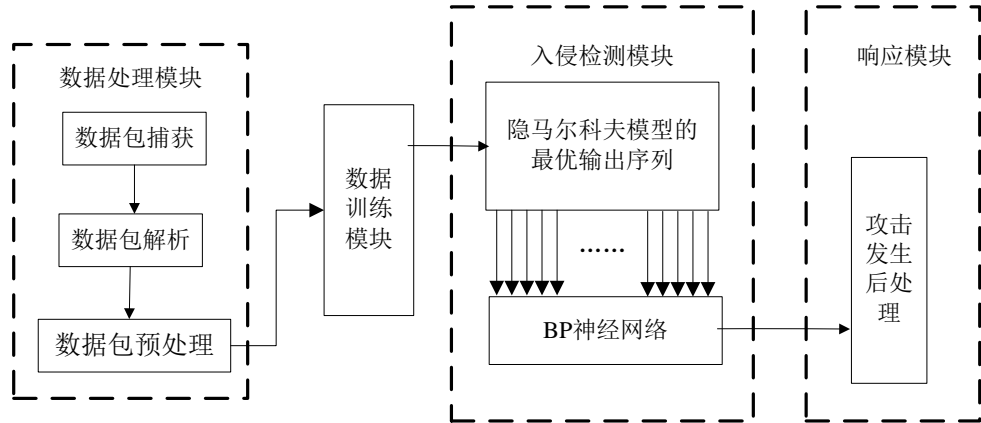 数据处理模块
数据包捕获
数据包解析
数据包预处理
数据
训练
模块
入侵检测模块
隐马尔科夫模型的
最优输出序列
……
BP神经网络
响应模块
攻击
发生
后处
理